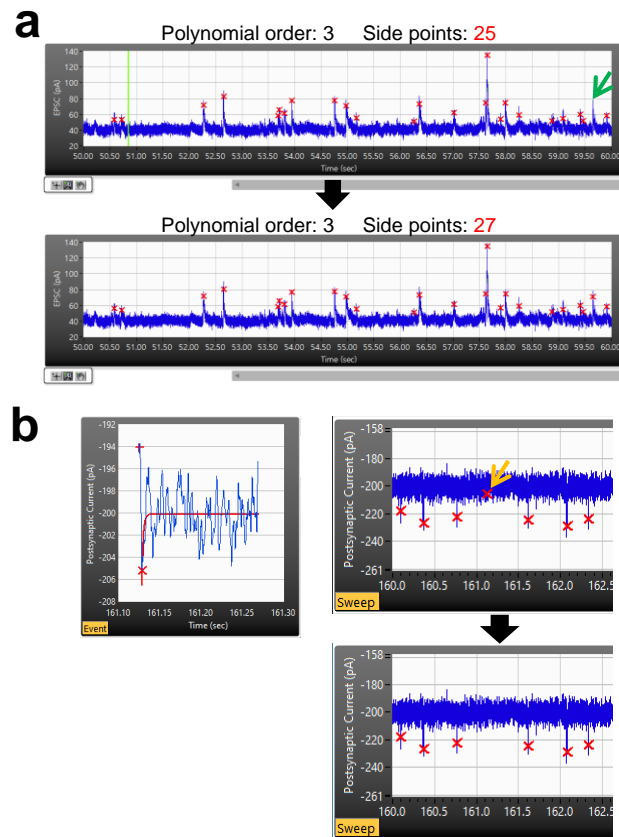 a
Polynomial order: 3 Side points: 25
EPSC (pA)
140
120
100
80
60
40
20
50.00 50.50 51.00 51.50 52.00 52.50 53.00 53.50 54.00 54.50 55.00 55.50 56.00 56.50 57.00 57.50 58.00 58.50 59.00 59.50 60.00
Time (sec)
Polynomial order: 3 Side points: 27
EPSC (pA)
140
120
100
80
60
40
20
50.00 50.50 51.00 51.50 52.00 52.50 53.00 53.50 54.00 54.50 55.00 55.50 56.00 56.50 57.00 57.50 58.00 58.50 59.00 59.50 60.00
Time (sec)
b
Postsynaptic Current (pA)
-192
-194
-196
-198
-200
-202
-204
-206
-208
161.10 161.15 161.20 161.25 161.30
Time (sec)
Event
Postsynaptic Current (pA)
-158
-180
-200
-220
-240
-261
160.0 160.5 161.0 161.5 162.0 162.5
Sweep
Postsynaptic Current (pA)
-158
-180
-200
-220
-240
-261
160.0 160.5 161.0 161.5 162.0 162.5
Sweep